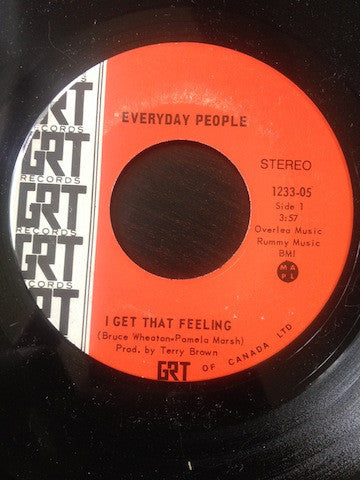 GRT
RECORDS
GRT
RECORDS
GRT
RECORDS
GRT
GRT
EVERYDAY PEOPLE
STEREO
1233-05
Side 1
3:57
Overlea Music
Rummy Music
BMI
M A
P L
I GET THAT FEELING
(Bruce Wheaton-Pamela Marsh)
Prod. by Terry Brown
GRT OF CANADA LTD